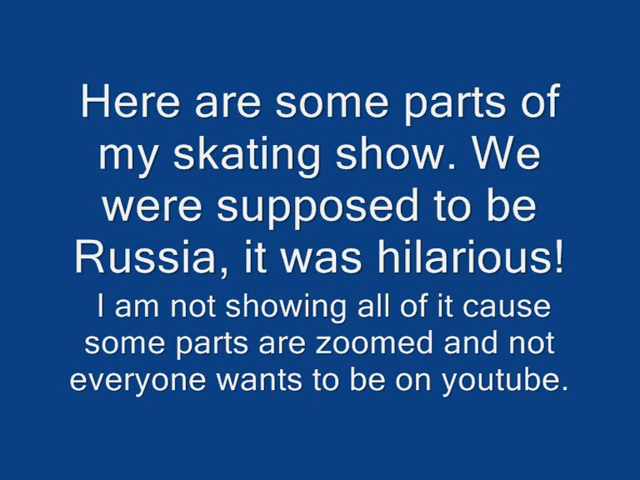 Here are some parts of
my skating show. We
were supposed to be
Russia, it was hilarious!
I am not showing all of it cause
some parts are zoomed and not
everyone wants to be on youtube.